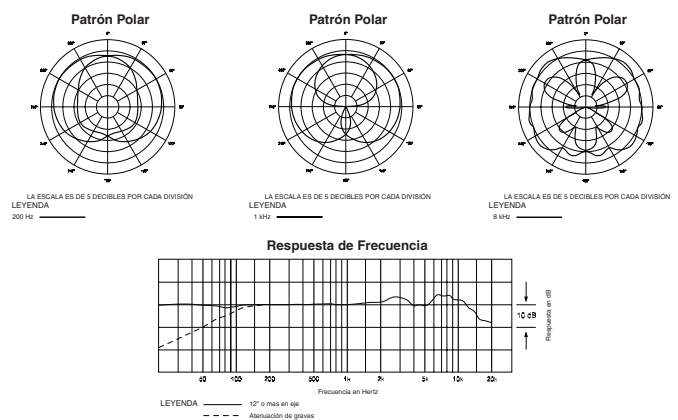 Patrón Polar
Patrón Polar
Patrón Polar
LA ESCALA ES DE 5 DECIBLES POR CADA DIVISIÓN
LEYENDA
200 Hz
LA ESCALA ES DE 5 DECIBLES POR CADA DIVISIÓN
LEYENDA
1 kHz
LA ESCALA ES DE 5 DECIBLES POR CADA DIVISIÓN
LEYENDA
8 kHz
Respuesta de Frecuencia
10 dB
Respuesta en dB
50 100 200 500 1k 2k 5k 10k 20k
Frecuencia en Hertz
LEYENDA
12" o mas en eje
Atenuación de graves